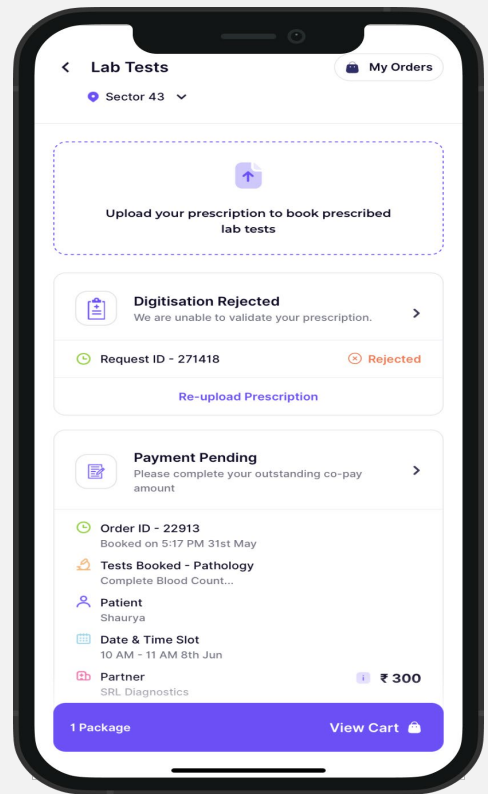 Lab Tests
My Orders
Sector 43
Upload your prescription to book prescribed
lab tests
Digitisation Rejected
We are unable to validate your prescription.
Request ID - 271418
Rejected
Re-upload Prescription
Payment Pending
Please complete your outstanding co-pay
amount
Order ID - 22913
Booked on 5:17 PM 31st May
Tests Booked - Pathology
Complete Blood Count...
Patient
Shaurya
Date & Time Slot
10 AM - 11 AM 8th Jun
Partner
i ₹ 300
SRL Diagnostics
1 Package
View Cart